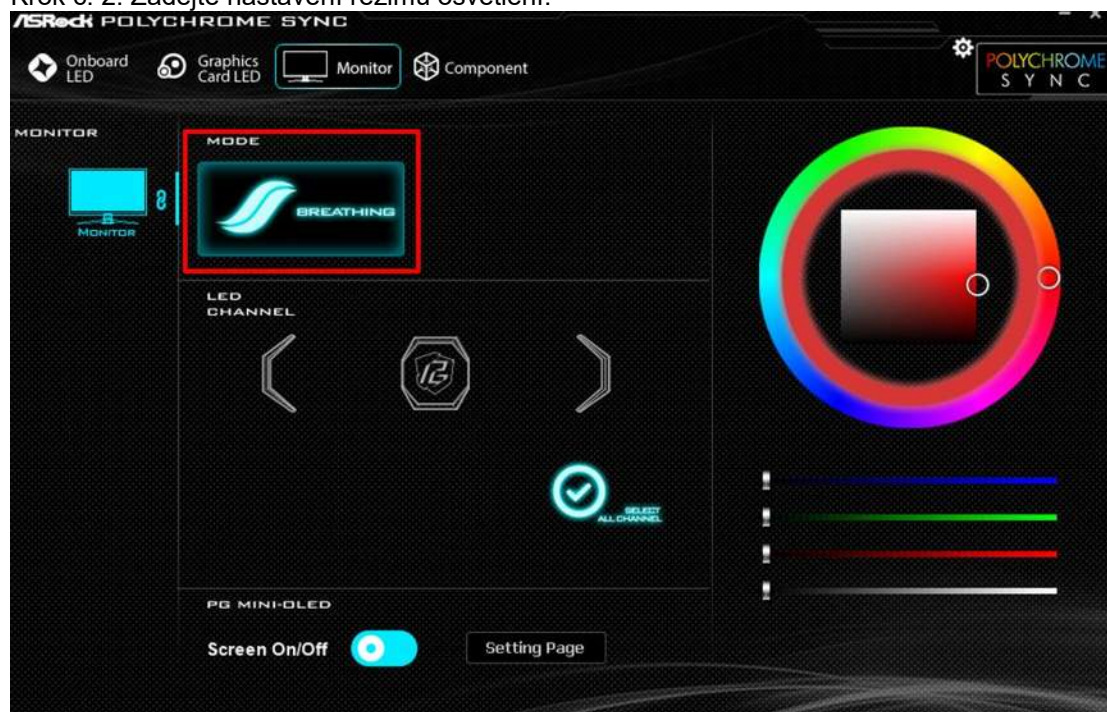 Krok 6. 2. Zadejte nastavení režimu osvětlení.
ASRock POLYCHROME SYNC
Onboard
LED
Graphics
Card LED
Monitor
Component
POLYCHROME
SYNC
MONITOR
MONITOR
MODE
BREATHING
LED
CHANNEL
PG
SELECT
ALL CHANNEL
PG MINI-OLED
Screen On/Off
Setting Page